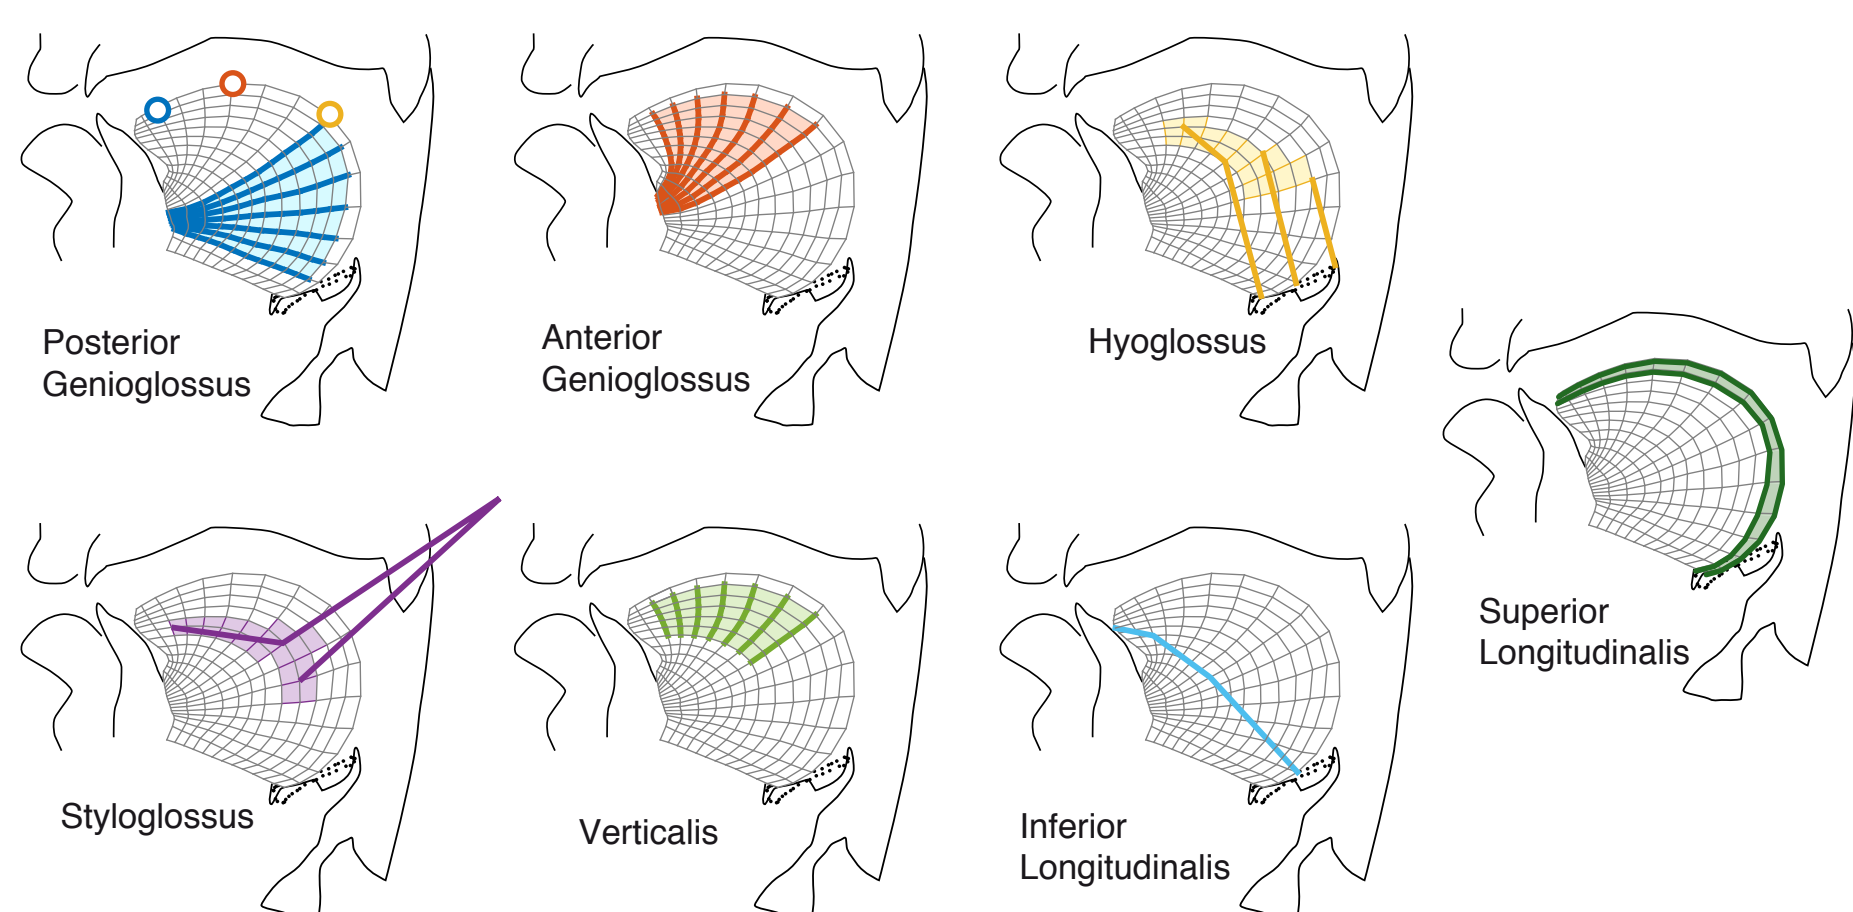 Posterior
Genioglossus
Anterior
Genioglossus
Hyoglossus
Superior
Longitudinalis
Styloglossus
Verticalis
Inferior
Longitudinalis